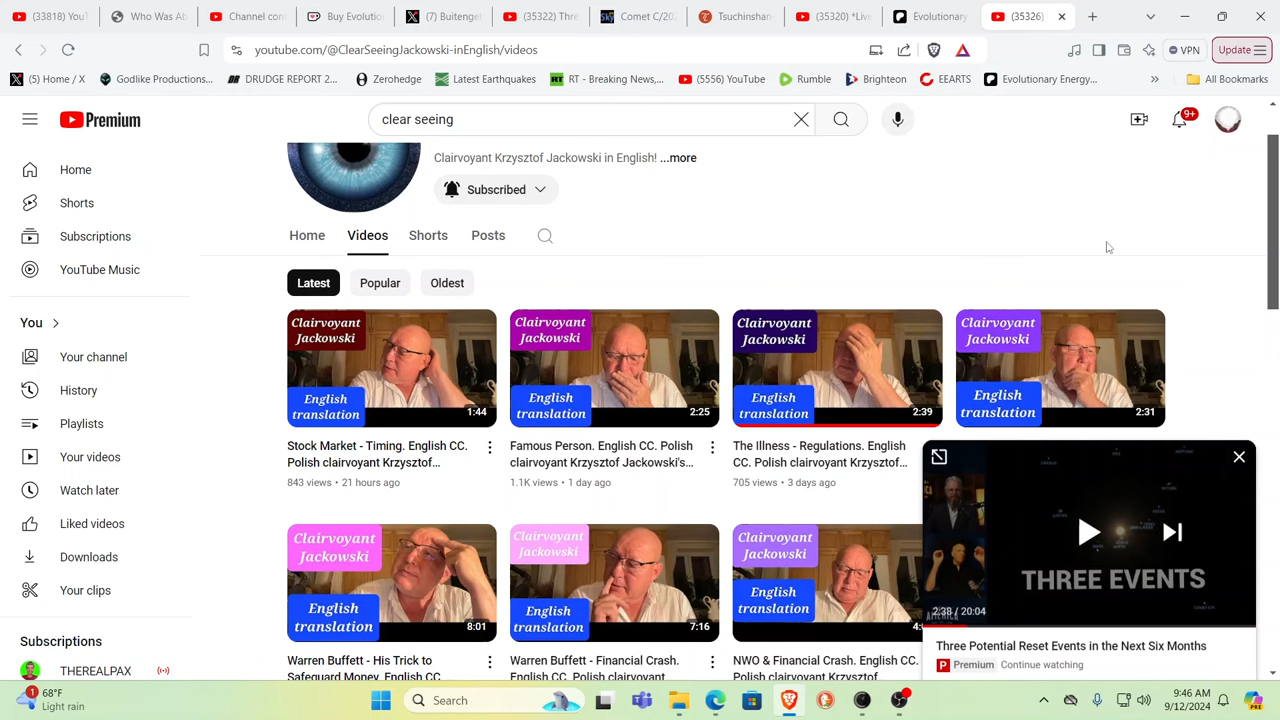 (33818) YouT
Who Was Ab
Channel con
Buy Evolution
(7) Buitenge
(35322) Thre
Comet C/202
Tsuchinshan
(35320) *Live
Evolutionary
(35326)
youtube.com/@ClearSeeingJackowski-inEnglish/videos
VPN
Update
(5) Home / X
Godlike Productions...
DRUDGE REPORT 2...
Zerohedge
Latest Earthquakes
RT - Breaking News,...
(5556) YouTube
Rumble
Brighteon
EEARTS
Evolutionary Energy...
»
All Bookmarks
Premium
clear seeing
9+
Clairvoyant Krzysztof Jackowski in English! ...more
Subscribed
Home
Videos
Shorts
Posts
Latest
Popular
Oldest
Home
Shorts
Subscriptions
YouTube Music
You
Your channel
History
Playlists
Your videos
Watch later
Liked videos
Downloads
Your clips
Subscriptions
THEREALPAX
Clairvoyant
Jackowski
English
translation
1:44
Stock Market - Timing. English CC.
Polish clairvoyant Krzysztof...
843 views • 21 hours ago
Clairvoyant
Jackowski
English
translation
2:25
Famous Person. English CC. Polish
clairvoyant Krzysztof Jackowski's...
1.1K views • 1 day ago
Clairvoyant
Jackowski
English
translation
2:39
The Illness - Regulations. English
CC. Polish clairvoyant Krzysztof...
705 views • 3 days ago
Clairvoyant
Jackowski
English
translation
2:31
Clairvoyant
Jackowski
English
translation
8:01
Warren Buffett - His Trick to
Safeguard Money. English CC.
Clairvoyant
Jackowski
English
translation
7:16
Warren Buffett - Financial Crash.
English CC. Polish clairvoyant
Clairvoyant
Jackowski
English
translation
NWO & Financial Crash. English CC.
Polish clairvoyant Krzysztof
THREE EVENTS
2:38 / 20:04
Three Potential Reset Events in the Next Six Months
Premium
Continue watching
1
68°F
Light rain
Search
9:46 AM
9/12/2024